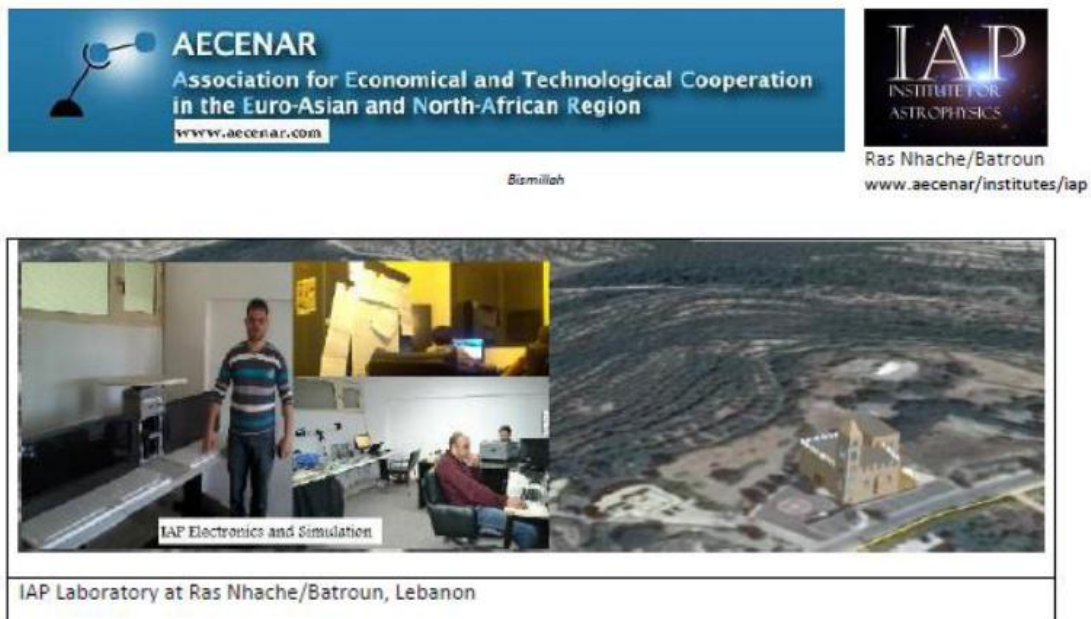 AECENAR
Association for Economical and Technological Cooperation
in the Euro-Asian and North-African Region
www.aecenar.com
IAP
INSTITUTE FOR
ASTROPHYSICS
Ras Nhache/Batroun
www.aecenar/institutes/iap
Bismillah
IAP Electronics and Simulation
IAP Laboratory at Ras Nhache/Batroun, Lebanon